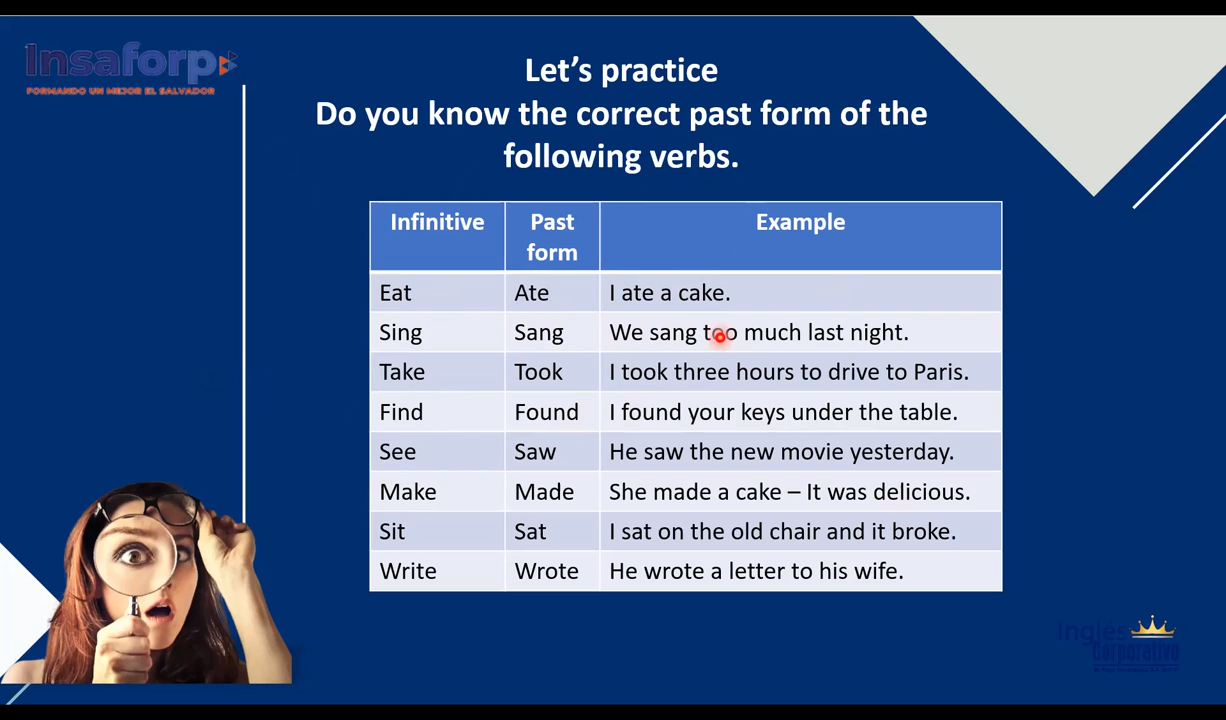 Insaforp
FORMANDO UN MEJOR EL SALVADOR
Let's practice
Do you know the correct past form of the
following verbs.
Infinitive Past form Example
Eat Ate I ate a cake.
Sing Sang We sang too much last night.
Take Took I took three hours to drive to Paris.
Find Found I found your keys under the table.
See Saw He saw the new movie yesterday.
Make Made She made a cake – It was delicious.
Sit Sat I sat on the old chair and it broke.
Write Wrote He wrote a letter to his wife.
Inglés
Corporativo